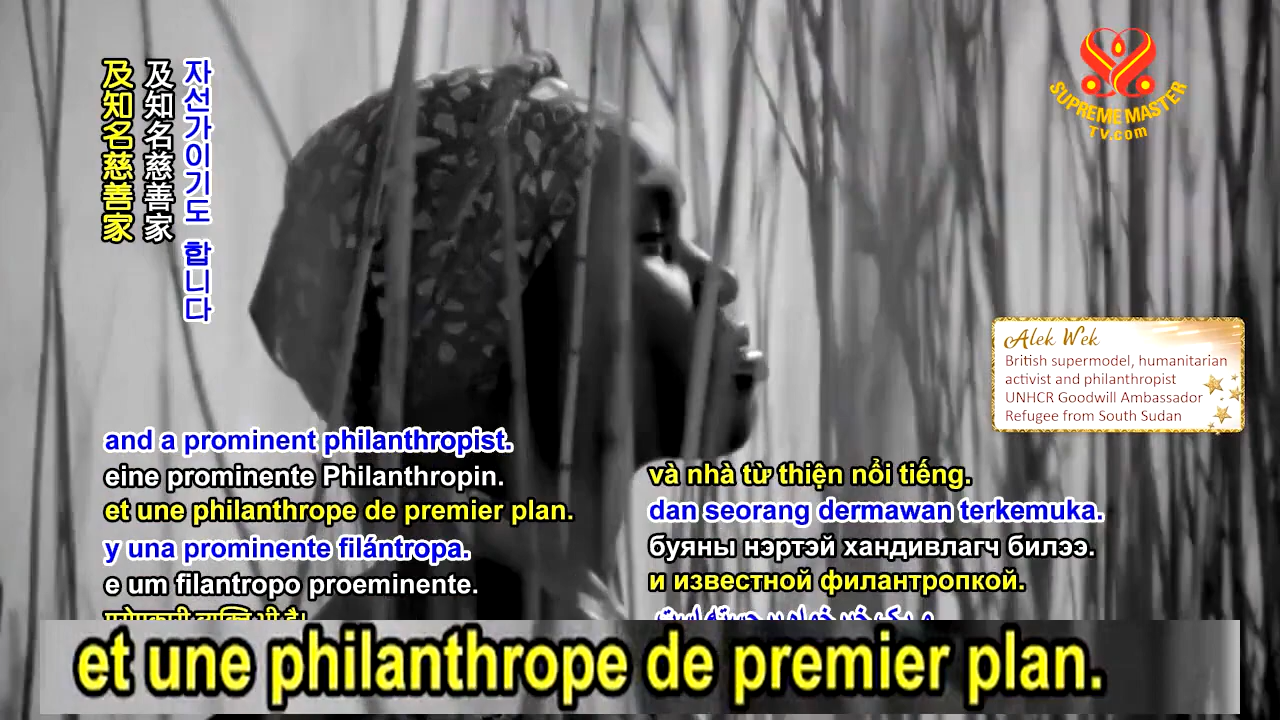 及知名慈善家
及知名慈善家
자선가이기도 합니다
SUPREME MASTER
TV.com
Alek Wek
British supermodel, humanitarian
activist and philanthropist
UNHCR Goodwill Ambassador
Refugee from South Sudan
and a prominent philanthropist.
eine prominente Philanthropin.
et une philanthrope de premier plan.
y una prominente filántropa.
e um filantropo proeminente.
và nhà từ thiện nổi tiếng.
dan seorang dermawan terkemuka.
буяны нэртэй хандивлагч билээ.
и известной филантропкой.
et une philanthrope de premier plan.